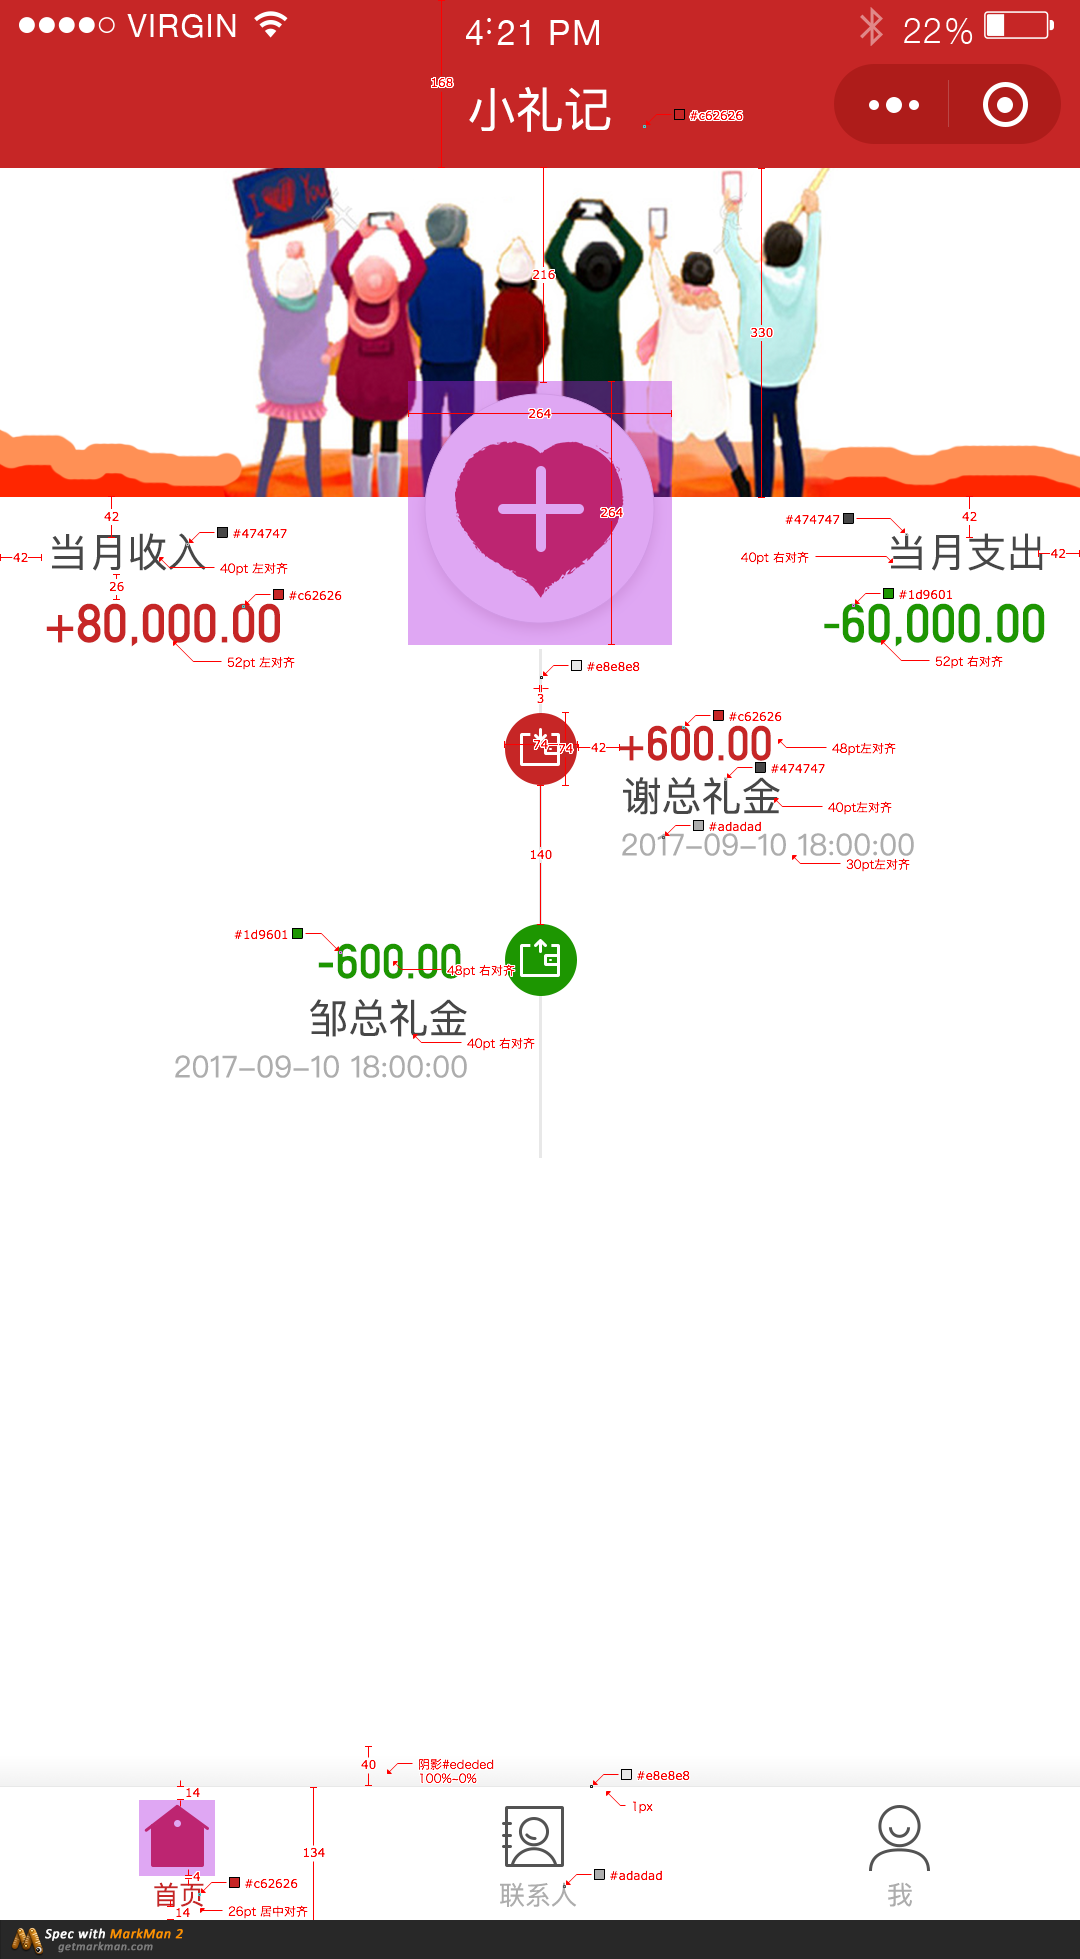 VIRGIN 4:21 PM 22%
168
小礼记
#c62626
I You
216
330
264
264
42
42
#474747
#474747
42
当月收入
40pt 左对齐
40pt 右对齐
当月支出
42
26
#c62626
#1d9601
+80,000.00
-60,000.00
52pt 左对齐
52pt 右对齐
#e8e8e8
3
#c62626
74
74
42
+600.00
48pt左对齐
#474747
谢总礼金
40pt左对齐
#adadad
2017-09-10 18:00:00
30pt左对齐
140
#1d9601
-600.00
48pt 右对齐
邹总礼金
40pt 右对齐
2017-09-10 18:00:00
40
阴影#ededed
100%-0%
#e8e8e8
1px
14
134
4
#c62626
#adadad
首页
联系人
我
14
26pt 居中对齐
Spec with MarkMan 2
getmarkman.com